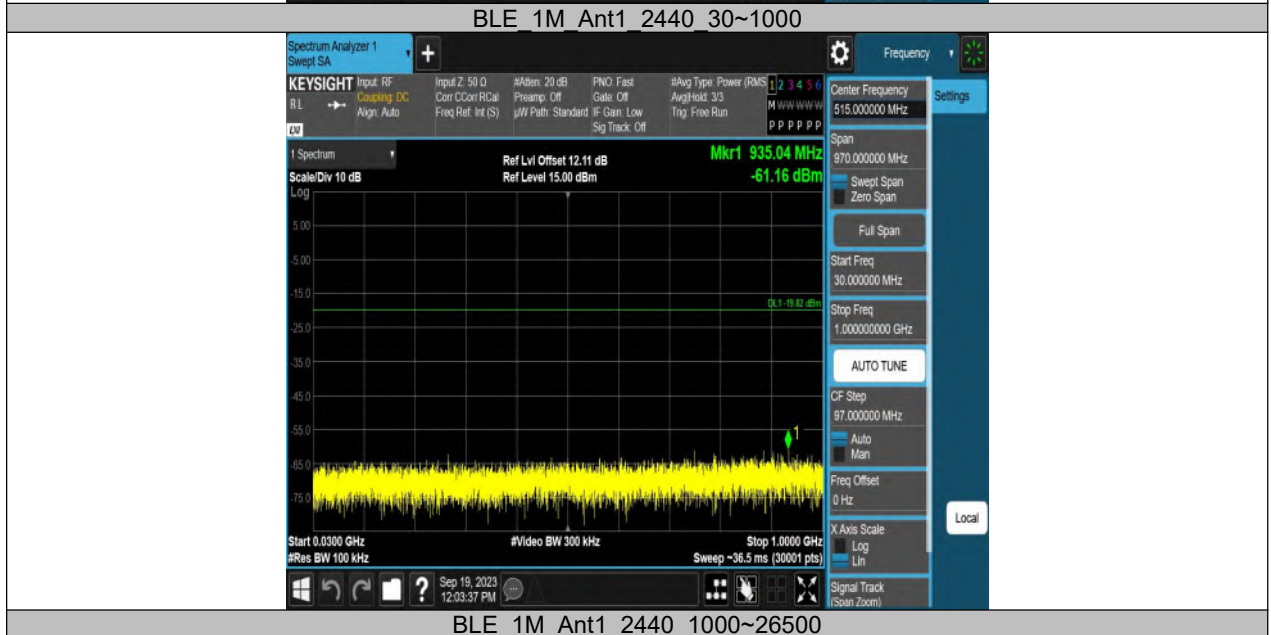 BLE_1M_Ant1_2440_30~1000
Spectrum Analyzer 1
Swept SA
+
Frequency
KEYSIGHT
RL
LXI
Input: RF
Coupling: DC
Align: Auto
Input Z: 50 Ω
Corr CCorr RCal
Freq Ref: Int (S)
#Atten: 20 dB
Preamp: Off
µW Path: Standard
PNO: Fast
Gate: Off
IF Gain: Low
Sig Track: Off
#Avg Type: Power (RMS
Avg|Hold: 3/3
Trig: Free Run
1 2 3 4 5 6
M W W W W W
P P P P P P
Center Frequency
515.000000 MHz
Settings
Span
970.000000 MHz
Swept Span
Zero Span
Full Span
Start Freq
30.000000 MHz
Stop Freq
1.000000000 GHz
AUTO TUNE
CF Step
97.000000 MHz
Auto
Man
Freq Offset
0 Hz
X Axis Scale
Log
Lin
Local
Signal Track
(Span Zoom)
1 Spectrum
Scale/Div 10 dB
Log
Ref Lvl Offset 12.11 dB
Ref Level 15.00 dBm
Mkr1 935.04 MHz
-61.16 dBm
5.00
-5.00
-15.0
DL1 -19.82 dBm
-25.0
-35.0
-45.0
-55.0
1
-65.0
-75.0
Start 0.0300 GHz
#Res BW 100 kHz
#Video BW 300 kHz
Stop 1.0000 GHz
Sweep ~36.5 ms (30001 pts)
?
Sep 19, 2023
12:03:37 PM
BLE_1M_Ant1_2440_1000~26500